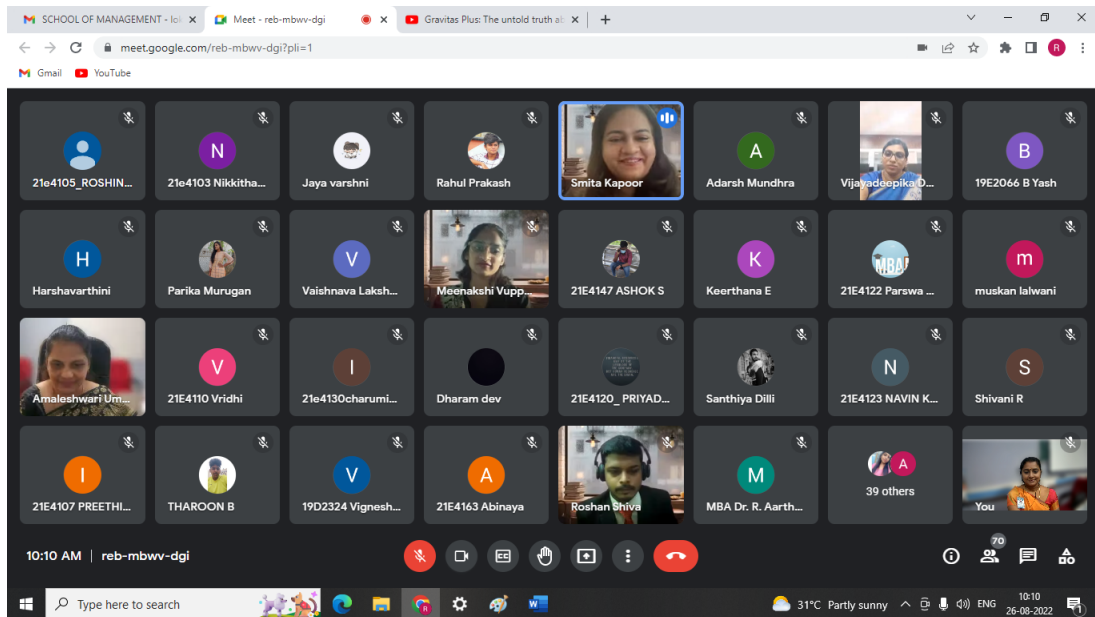 SCHOOL OF MANAGEMENT - lok
Meet - reb-mbwv-dgi
Gravitas Plus: The untold truth ab
meet.google.com/reb-mbwv-dgi?pli=1
R
Gmail YouTube
21e4105_ROSHIN...
N
21e4103 Nikkitha...
Jaya varshni
Rahul Prakash
Smita Kapoor
A
Adarsh Mundhra
Vijayadeepika D...
B
19E2066 B Yash
H
Harshavarthini
Parika Murugan
V
Vaishnava Laksh...
Meenakshi Vupp...
21E4147 ASHOK S
K
Keerthana E
MBA
21E4122 Parswa ...
m
muskan lalwani
Amaleshwari Um...
V
21E4110 Vridhi
I
21e4130charumi...
Dharam dev
21E4120_ PRIYAD...
Santhiya Dilli
N
21E4123 NAVIN K...
S
Shivani R
I
21E4107 PREETHI...
THAROON B
V
19D2324 Vignesh...
A
21E4163 Abinaya
Roshan Shiva
M
MBA Dr. R. Aarth...
A
39 others
You
10:10 AM | reb-mbwv-dgi
CC
70
Type here to search
W
31°C Partly sunny
ENG
10:10
26-08-2022
1